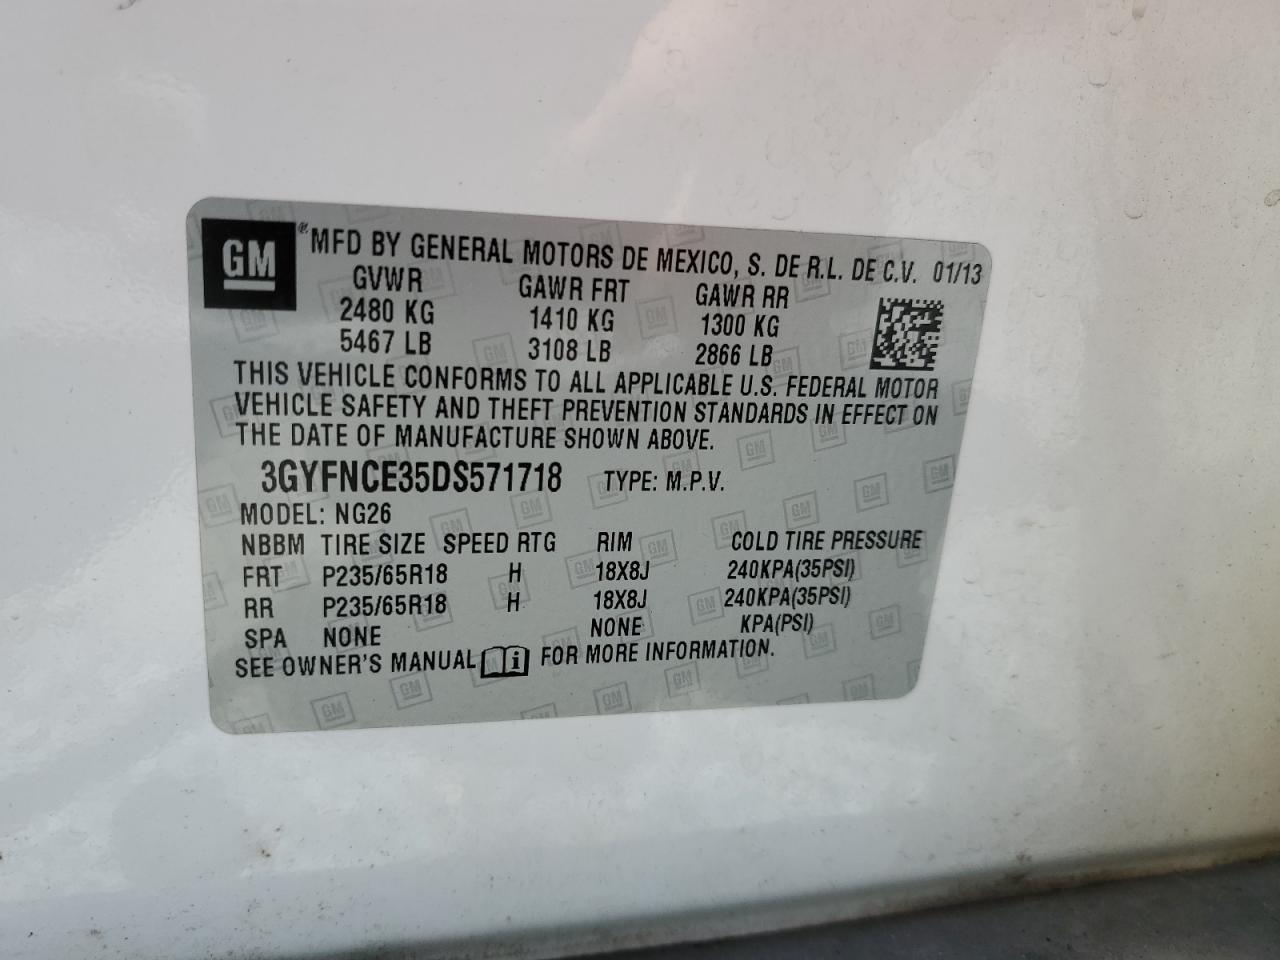 GM ® MFD BY GENERAL MOTORS DE MEXICO, S. DE R.L. DE C.V. 01/13
GVWR GAWR FRT GAWR RR
2480 KG 1410 KG 1300 KG
5467 LB 3108 LB 2866 LB
THIS VEHICLE CONFORMS TO ALL APPLICABLE U.S. FEDERAL MOTOR
VEHICLE SAFETY AND THEFT PREVENTION STANDARDS IN EFFECT ON
THE DATE OF MANUFACTURE SHOWN ABOVE.
3GYFNCE35DS571718 TYPE: M.P.V.
MODEL: NG26
NBBM TIRE SIZE SPEED RTG RIM COLD TIRE PRESSURE
FRT P235/65R18 H 18X8J 240KPA(35PSI)
RR P235/65R18 H 18X8J 240KPA(35PSI)
SPA NONE NONE KPA(PSI)
SEE OWNER'S MANUAL i FOR MORE INFORMATION.